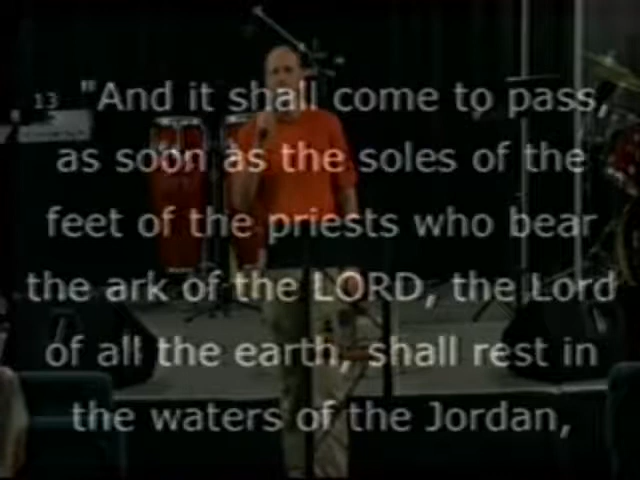 13 "And it shall come to pass,
as soon as the soles of the
feet of the priests who bear
the ark of the LORD, the Lord
of all the earth, shall rest in
the waters of the Jordan,